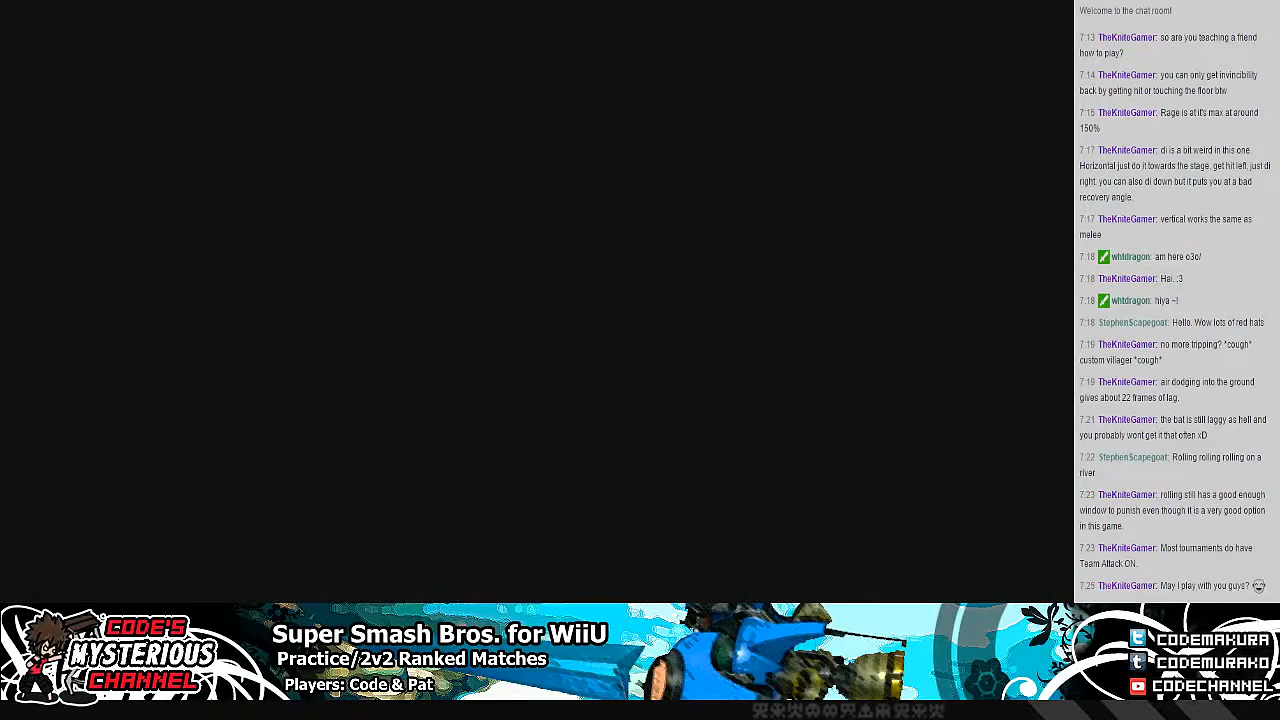 Welcome to the chat room!
7:13 TheKniteGamer: so are you teaching a friend
how to play?
7:14 TheKniteGamer: you can only get invincibility
back by getting hit or touching the floor btw
7:15 TheKniteGamer: Rage is at it's max at around
150%
7:17 TheKniteGamer: di is a bit weird in this one.
Horizontal just do it towards the stage, get hit left, just di
right. you can also di down but it puts you at a bad
recovery angle.
7:17 TheKniteGamer: vertical works the same as
melee
7:18 whtdragon: am here o3o/
7:18 TheKniteGamer: Hai. :3
7:18 whtdragon: hiya ~!
7:18 StephenScapegoat: Hello. Wow lots of red hats
7:19 TheKniteGamer: no more tripping? *cough*
custom villager *cough*
7:19 TheKniteGamer: air dodging into the ground
gives about 22 frames of lag.
7:21 TheKniteGamer: the bat is still laggy as hell and
you probably wont get it that often xD
7:22 StephenScapegoat: Rolling rolling rolling on a
river
7:23 TheKniteGamer: rolling still has a good enough
window to punish even though it is a very good option
in this game.
7:23 TheKniteGamer: Most tournaments do have
Team Attack ON.
7:25 TheKniteGamer: May I play with you guys?
CODE'S
MYSTERIOUS
CHANNEL
Super Smash Bros. for WiiU
Practice/2v2 Ranked Matches
Players: Code & Pat
CODEMAKURA
CODEMURAKO
CODECHANNEL